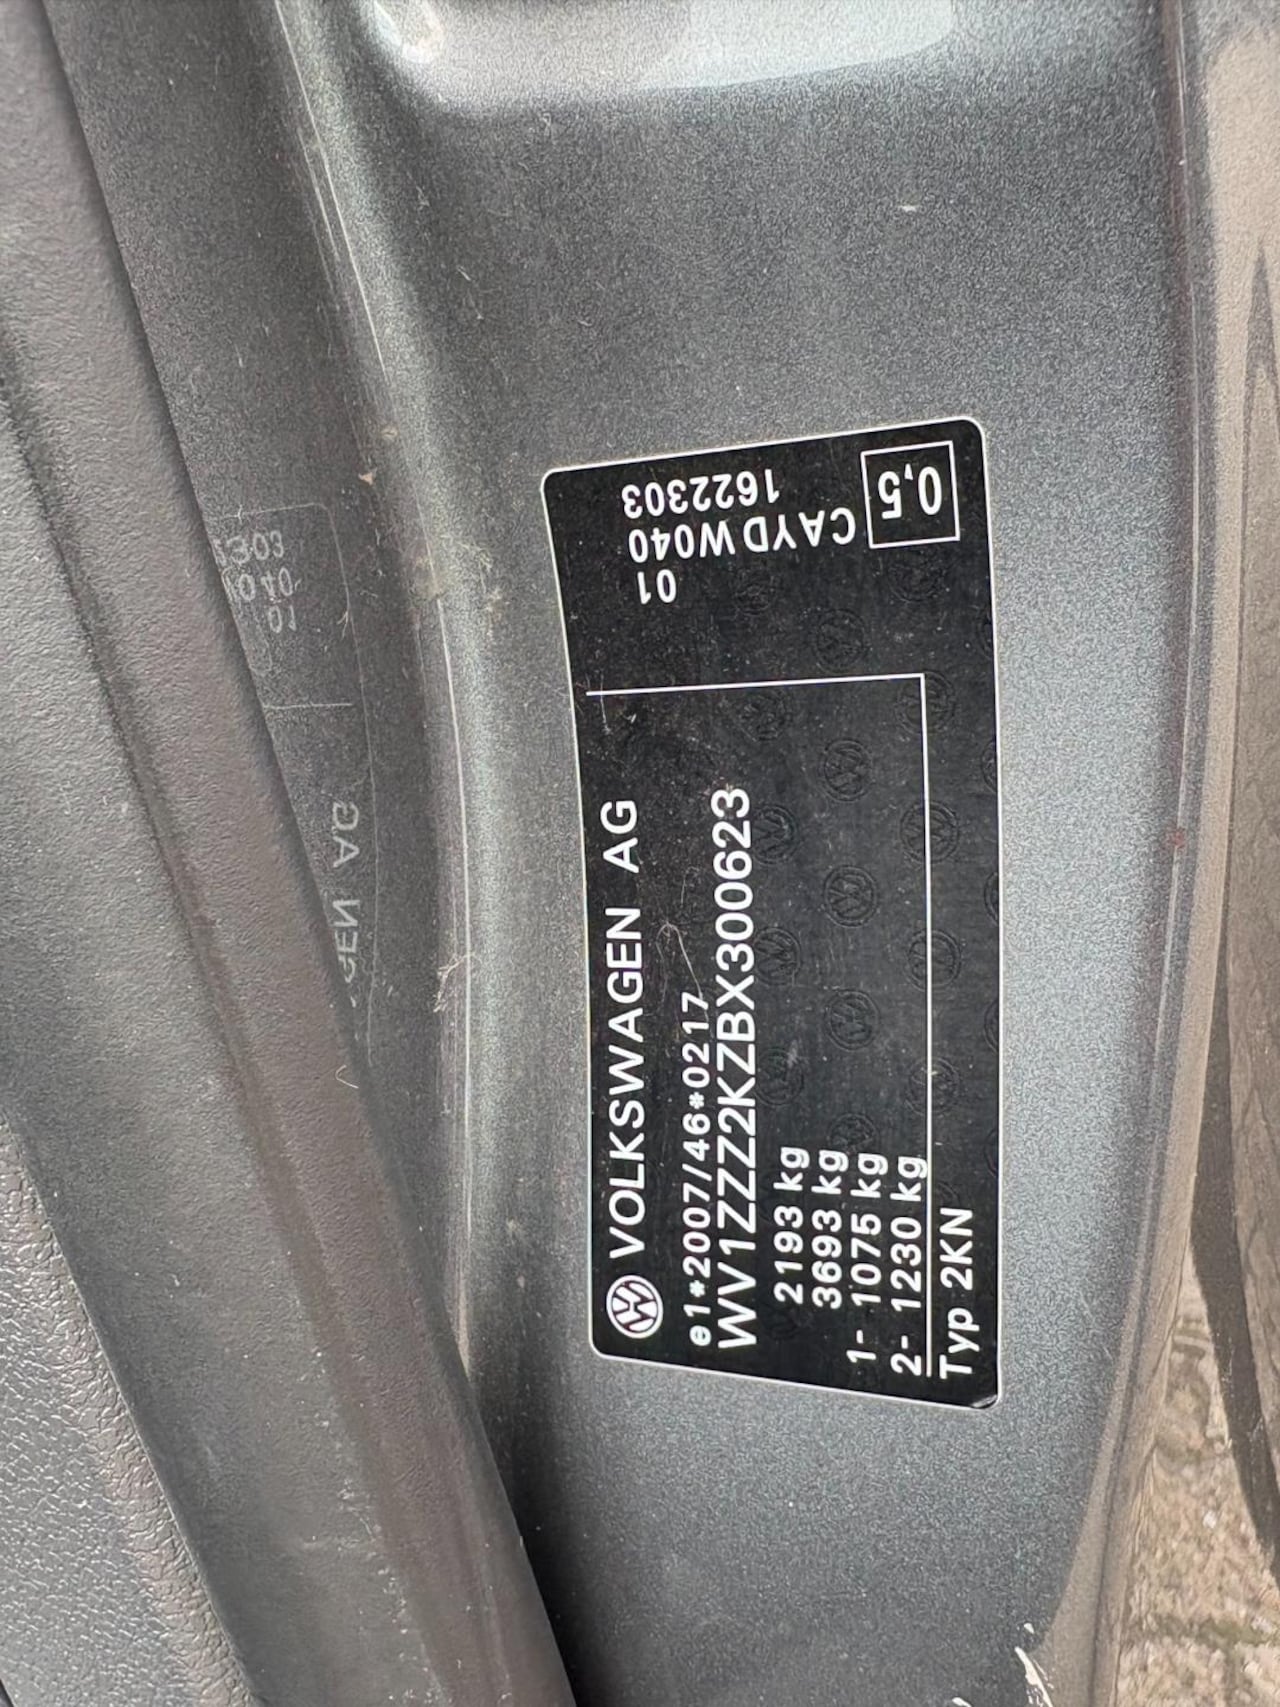 VOLKSWAGEN AG
e1*2007/46*0217
WV1ZZZ2KZBX300623
2193 kg
3693 kg
1- 1075 kg
2- 1230 kg
Typ 2KN
01
W040
1622303
CAYD
0,5